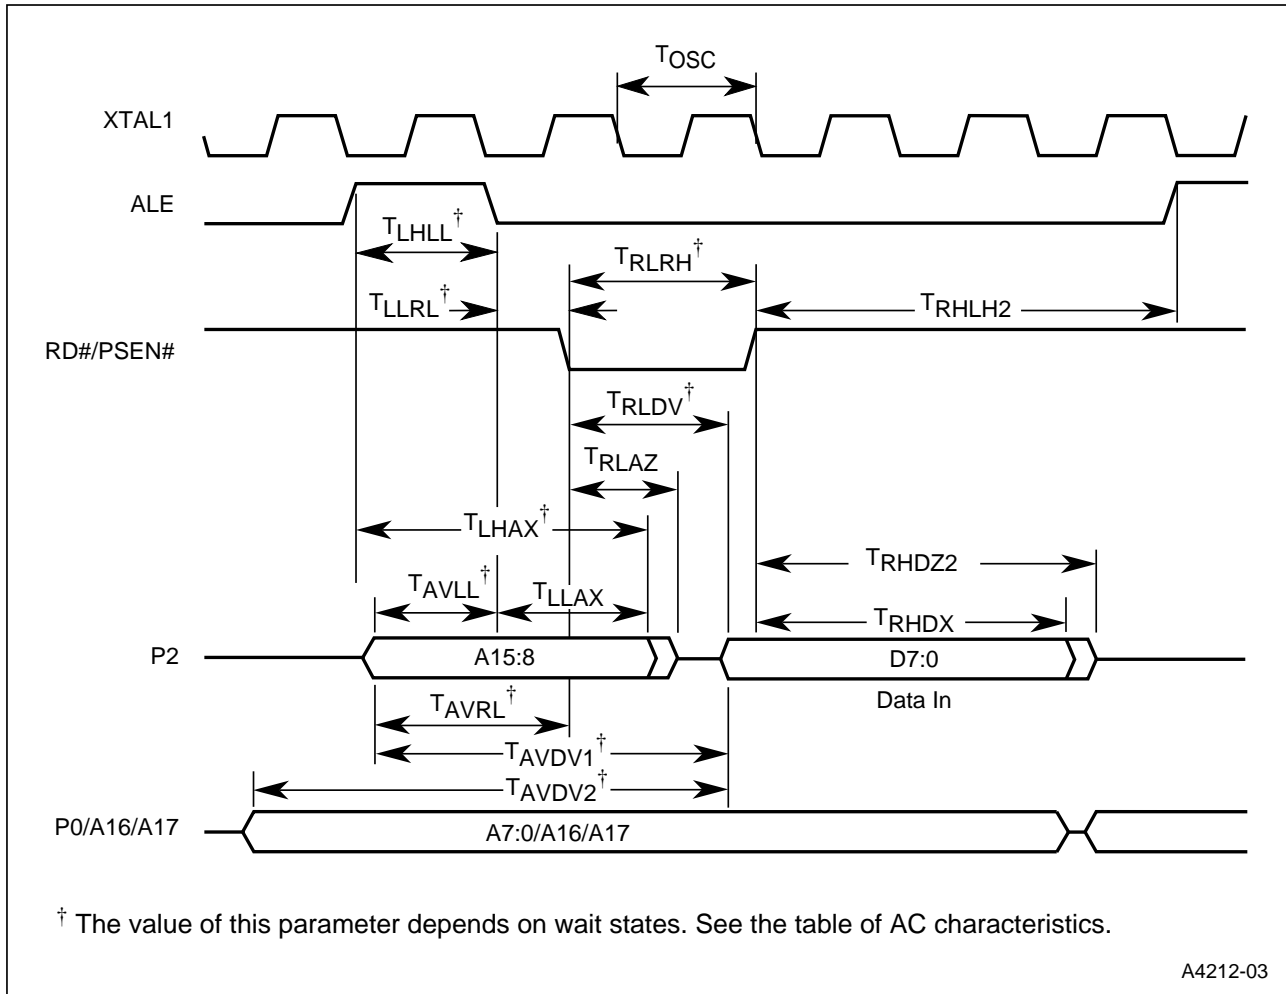 TOSC
XTAL1
ALE
TLHLL†
TRLRH†
TLLRL†
TRHLH2
RD#/PSEN#
TRLDV†
TRLAZ
TLHAX†
TRHDZ2
TAVLL†
TLLAX
TRHDX
P2
A15:8
D7:0
Data In
TAVRL†
TAVDV1†
TAVDV2†
P0/A16/A17
A7:0/A16/A17
† The value of this parameter depends on wait states. See the table of AC characteristics.
A4212-03